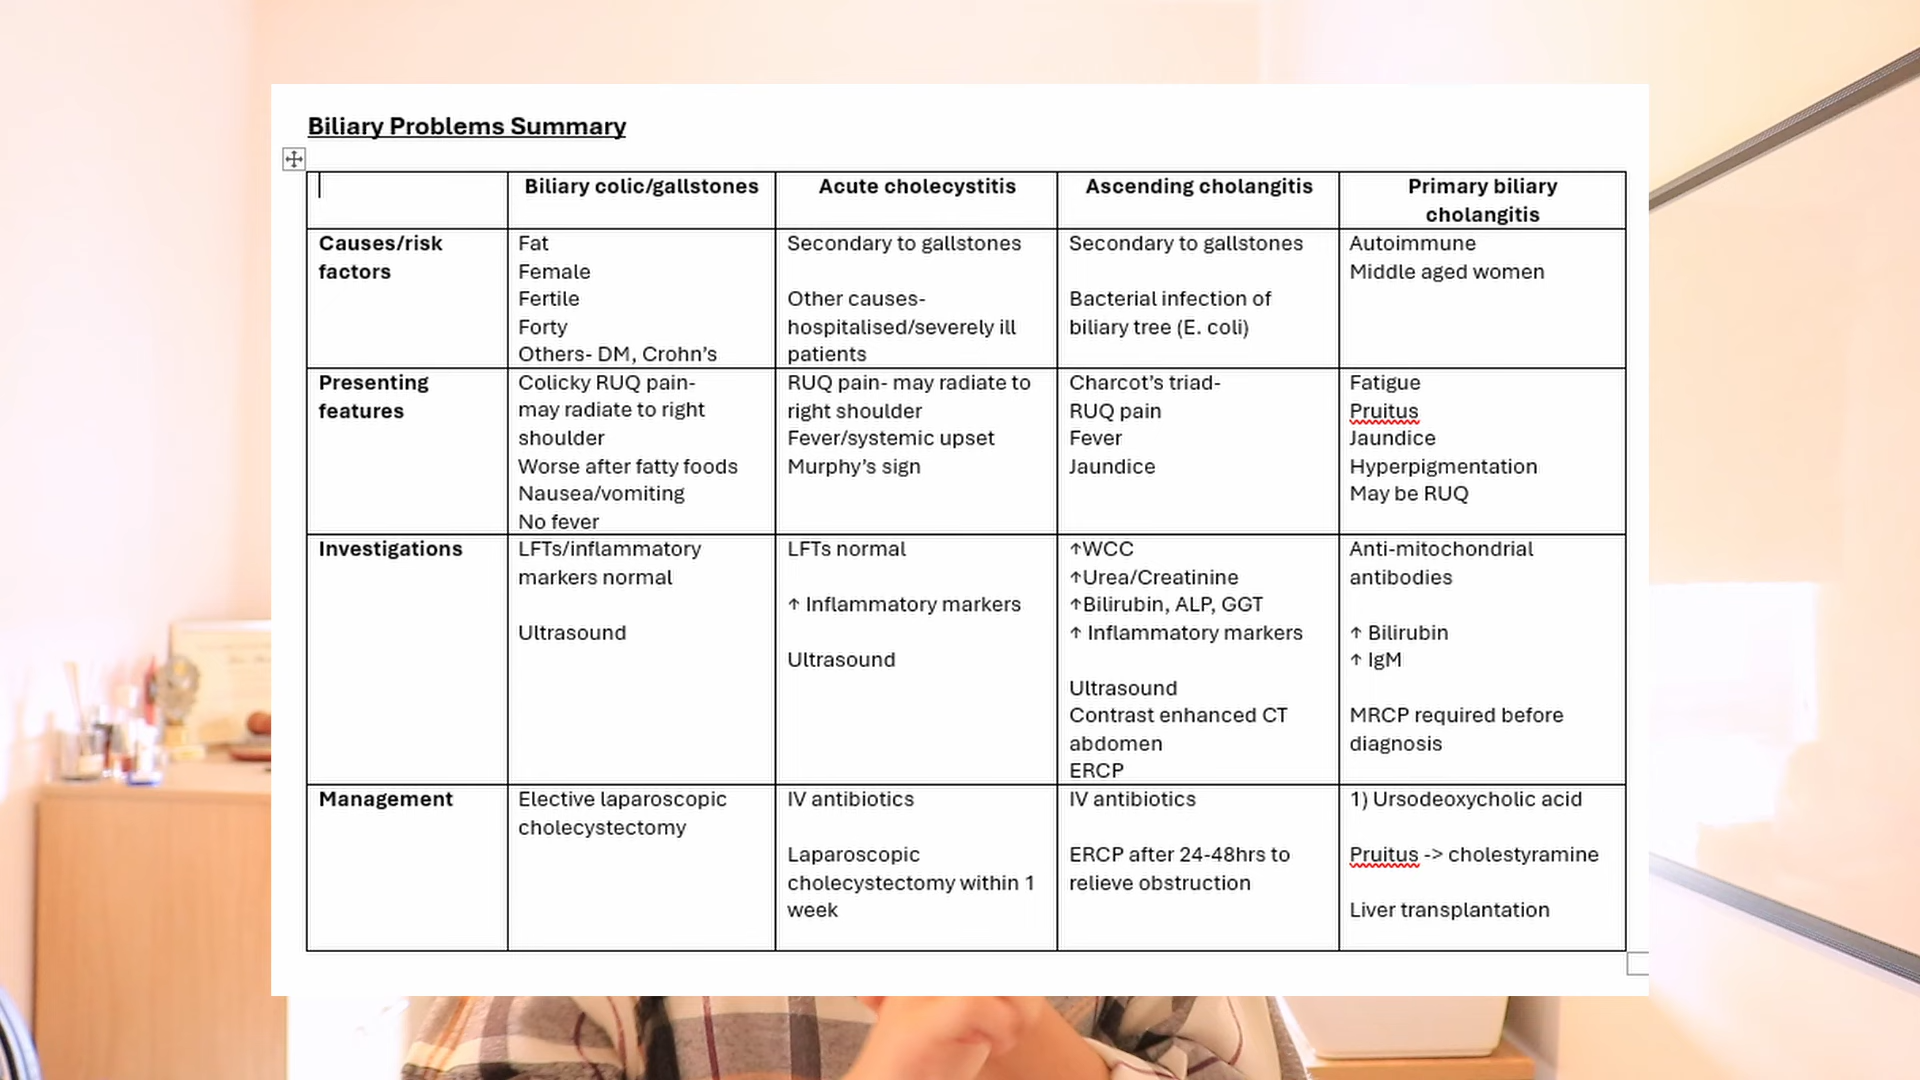 Biliary Problems Summary
Biliary colic/gallstones
Acute cholecystitis
Ascending cholangitis
Primary biliary
cholangitis
Causes/risk
factors
Fat
Female
Fertile
Forty
Others- DM, Crohn’s
Secondary to gallstones
Other causes-
hospitalised/severely ill
patients
Secondary to gallstones
Bacterial infection of
biliary tree (E. coli)
Autoimmune
Middle aged women
Presenting
features
Colicky RUQ pain-
may radiate to right
shoulder
Worse after fatty foods
Nausea/vomiting
No fever
RUQ pain- may radiate to
right shoulder
Fever/systemic upset
Murphy’s sign
Charcot’s triad-
RUQ pain
Fever
Jaundice
Fatigue
Pruitus
Jaundice
Hyperpigmentation
May be RUQ
Investigations
LFTs/inflammatory
markers normal
Ultrasound
LFTs normal
↑ Inflammatory markers
Ultrasound
↑WCC
↑Urea/Creatinine
↑Bilirubin, ALP, GGT
↑ Inflammatory markers
Ultrasound
Contrast enhanced CT
abdomen
ERCP
Anti-mitochondrial
antibodies
↑ Bilirubin
↑ IgM
MRCP required before
diagnosis
Management
Elective laparoscopic
cholecystectomy
IV antibiotics
Laparoscopic
cholecystectomy within 1
week
IV antibiotics
ERCP after 24-48hrs to
relieve obstruction
1) Ursodeoxycholic acid
Pruitus -> cholestyramine
Liver transplantation